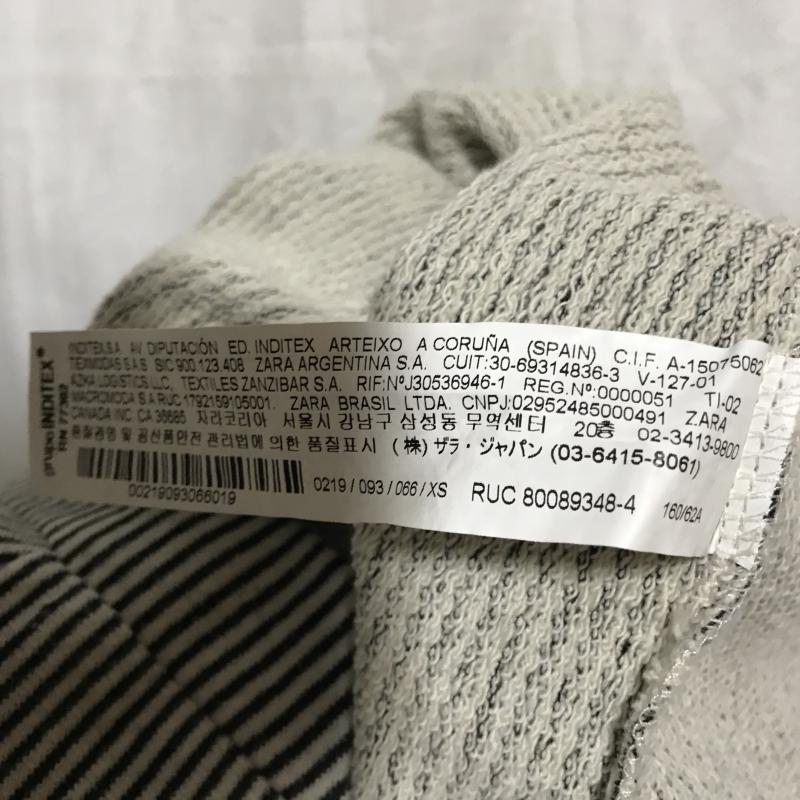 grupo INDITEX®
RN 77302
INDITEX,S.A. AV DIPUTACIÓN ED. INDITEX ARTEIXO A CORUÑA (SPAIN) C.I.F. A-15075062
TEXMODAS S.A.S SIC 900.123.408 ZARA ARGENTINA S.A. CUIT:30-69314836-3 V-127-01
AZKA LOGISTICS LLC, TEXTILES ZANZIBAR S.A. RIF:NºJ30536946-1 REG.Nº:0000051 TI-02
MACROMODA S.A RUC 1792159105001. ZARA BRASIL LTDA. CNPJ:02952485000491 ZARA
CANADA INC. CA 36685 자라코리아 서울시 강남구 삼성동 무역센터 20층 02-3413-9800
품질경영 및 공산품안전 관리법에 의한 품질표시 (株) ザラ・ジャパン (03-6415-8061)
00219093066019 0219 / 093 / 066 / XS RUC 80089348-4 160/62A